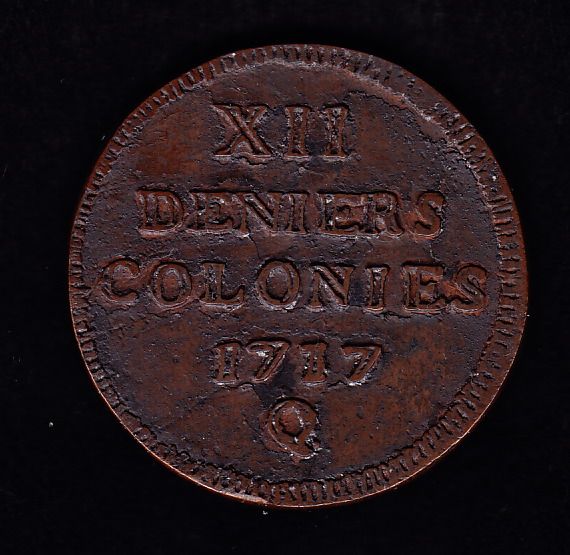 XII
DENIERS
COLONIES
1717
Q